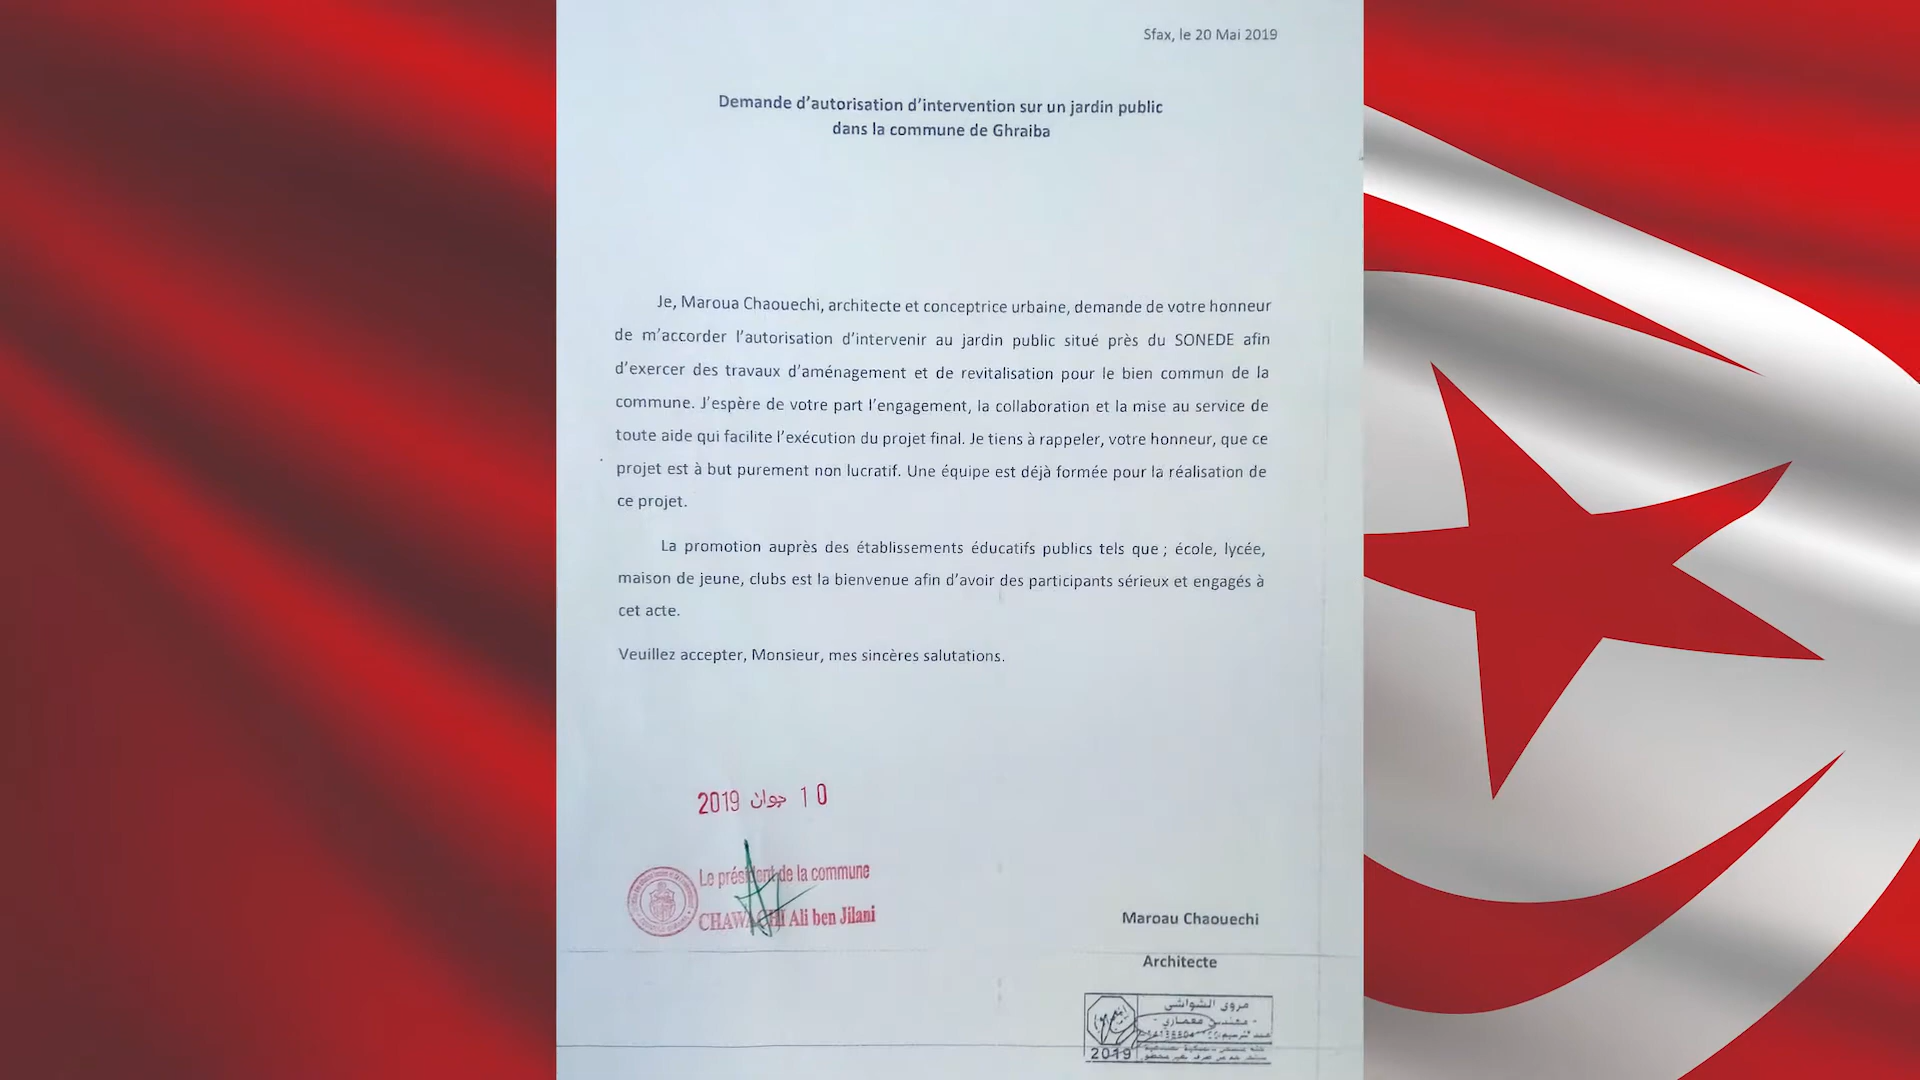 Sfax, le 20 Mai 2019
Demande d'autorisation d'intervention sur un jardin public
dans la commune de Ghraiba
Je, Maroua Chaouechi, architecte et conceptrice urbaine, demande de votre honneur
de m'accorder l'autorisation d'intervenir au jardin public situé près du SONEDE afin
d'exercer des travaux d'aménagement et de revitalisation pour le bien commun de la
commune. J'espère de votre part l'engagement, la collaboration et la mise au service de
toute aide qui facilite l'exécution du projet final. Je tiens à rappeler, votre honneur, que ce
projet est à but purement non lucratif. Une équipe est déjà formée pour la réalisation de
ce projet.
La promotion auprès des établissements éducatifs publics tels que ; école, lycée,
maison de jeune, clubs est la bienvenue afin d'avoir des participants sérieux et engagés à
cet acte.
Veuillez accepter, Monsieur, mes sincères salutations.
10 جوان 2019
Le président de la commune
CHAWACHI Ali ben Jilani
Maroau Chaouechi
Architecte
مروى الشواشي
معماري
2019